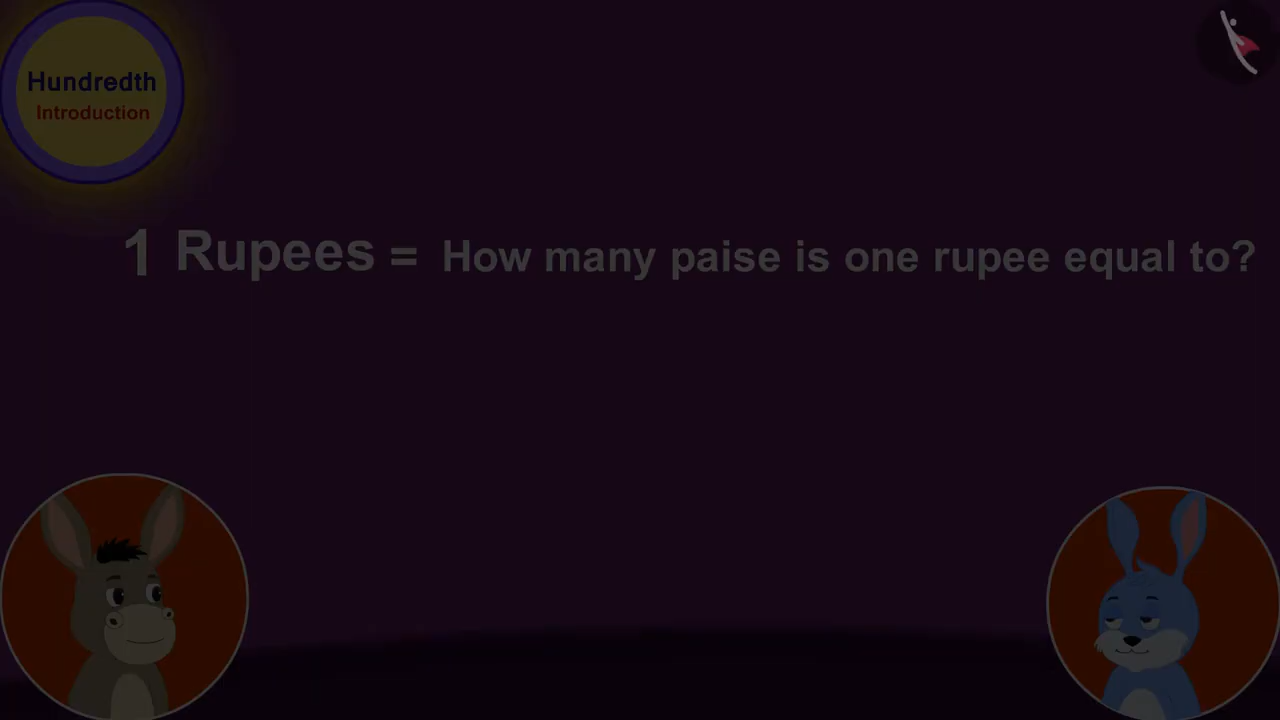 Hundredth
Introduction
1 Rupees = How many paise is one rupee equal to?